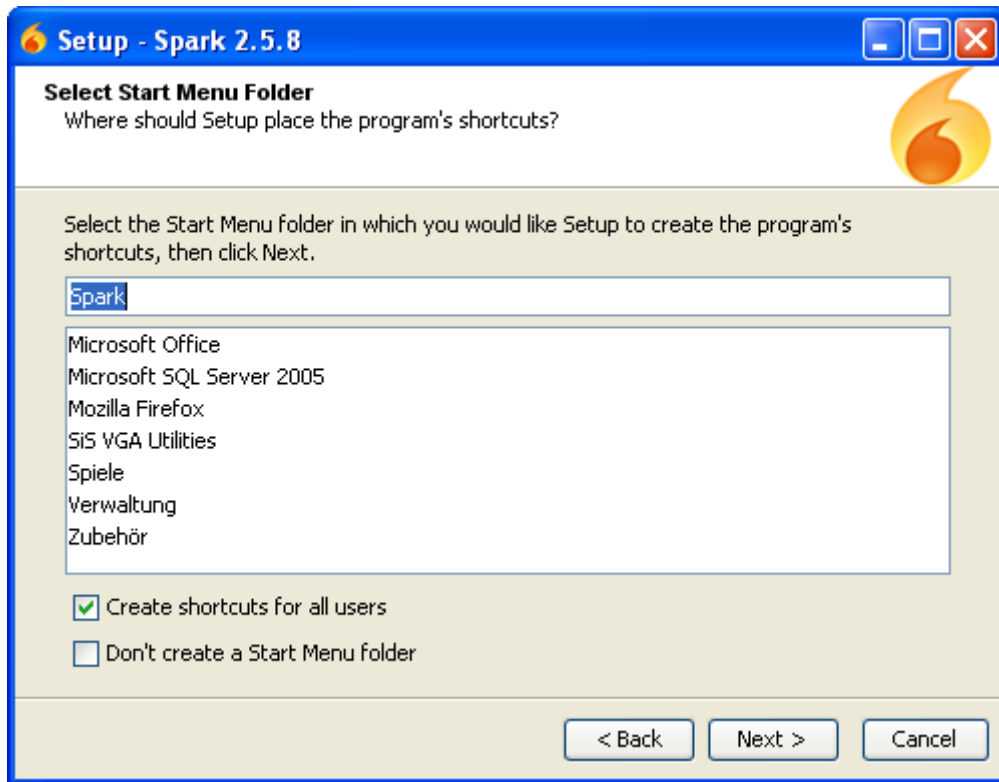 Setup - Spark 2.5.8
Select Start Menu Folder
Where should Setup place the program's shortcuts?
Select the Start Menu folder in which you would like Setup to create the program's
shortcuts, then click Next.
Spark
Microsoft Office
Microsoft SQL Server 2005
Mozilla Firefox
SiS VGA Utilities
Spiele
Verwaltung
Zubehör
Create shortcuts for all users
Don't create a Start Menu folder
< Back Next > Cancel